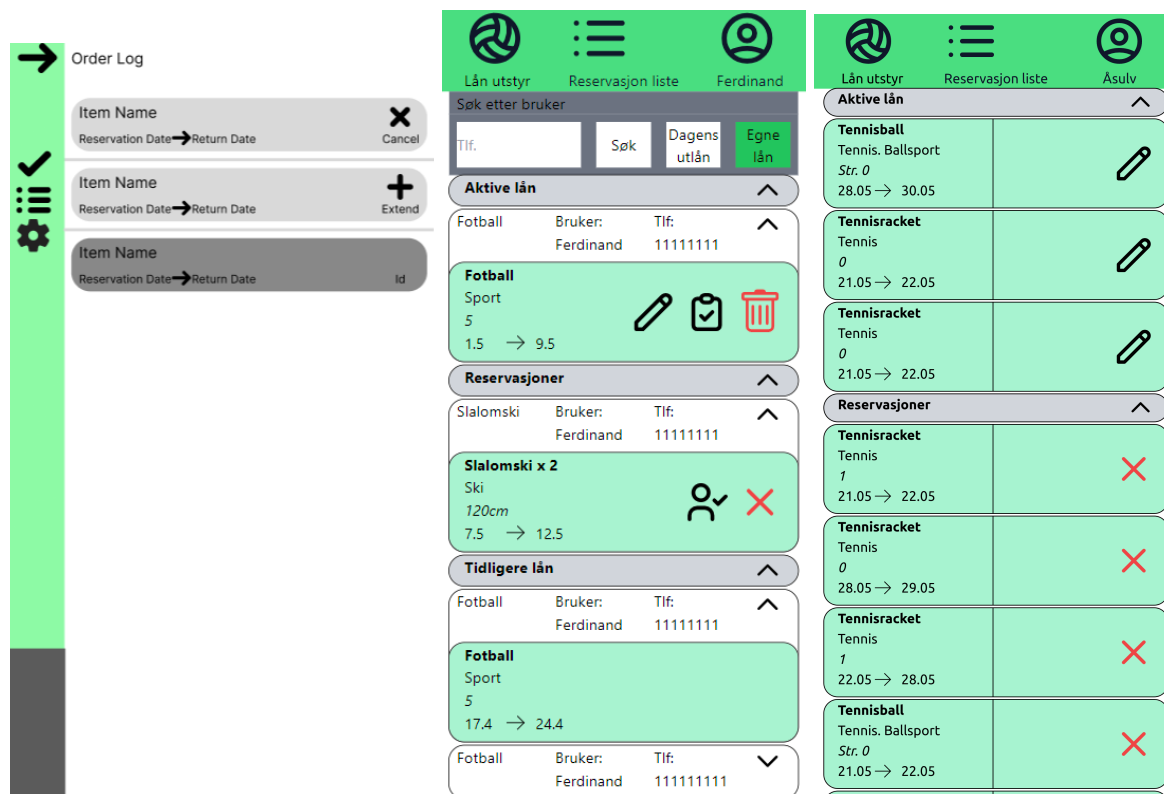 Order Log
Item Name
Reservation Date Return Date
Cancel
Item Name
Reservation Date Return Date
Extend
Item Name
Reservation Date Return Date
Id
Lån utstyr Reservasjon liste Ferdinand
Søk etter bruker
Tlf.
Søk
Dagens
utlån
Egne
lån
Aktive lån
Fotball Bruker: Tlf:
Ferdinand 11111111
Fotball
Sport
5
1.5 → 9.5
Reservasjoner
Slalomski Bruker: Tlf:
Ferdinand 11111111
Slalomski x 2
Ski
120cm
7.5 → 12.5
Tidligere lån
Fotball Bruker: Tlf:
Ferdinand 11111111
Fotball
Sport
5
17.4 → 24.4
Fotball Bruker: Tlf:
Ferdinand 111111111
Lån utstyr Reservasjon liste Åsulv
Aktive lån
Tennisball
Tennis. Ballsport
Str. 0
28.05 → 30.05
Tennisracket
Tennis
0
21.05 → 22.05
Tennisracket
Tennis
0
21.05 → 22.05
Reservasjoner
Tennisracket
Tennis
1
21.05 → 22.05
Tennisracket
Tennis
0
28.05 → 29.05
Tennisracket
Tennis
1
22.05 → 28.05
Tennisball
Tennis. Ballsport
Str. 0
21.05 → 22.05